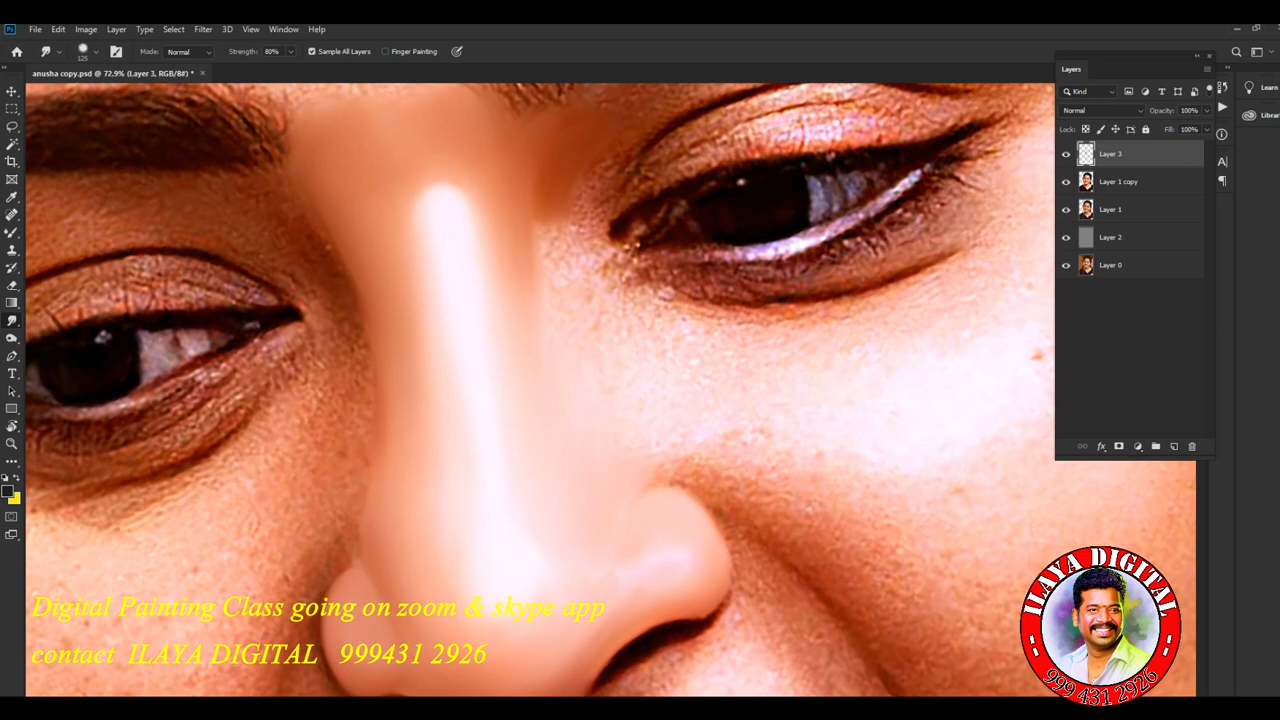 File Edit Image Layer Type Select Filter 3D View Window Help
125 Mode: Normal Strength: 80% Sample All Layers Finger Painting
anusha copy.psd @ 72.9% (Layer 3, RGB/8#) *
Layers
Kind
Normal Opacity: 100%
Lock: Fill: 100%
Layer 3
Layer 1 copy
Layer 1
Layer 2
Layer 0
Learn
Librar
Digital Painting Class going on zoom & skype app
contact ILAYA DIGITAL 999431 2926
ILAYA DIGITAL
999 431 2926